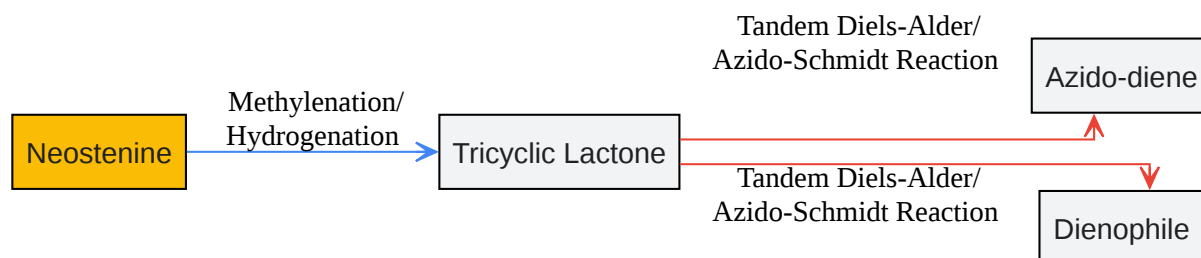 Tandem Diels-Alder/
Azido-Schmidt Reaction
Azido-diene
Methylenation/
Hydrogenation
Neostenine
Tricyclic Lactone
Tandem Diels-Alder/
Azido-Schmidt Reaction
Dienophile